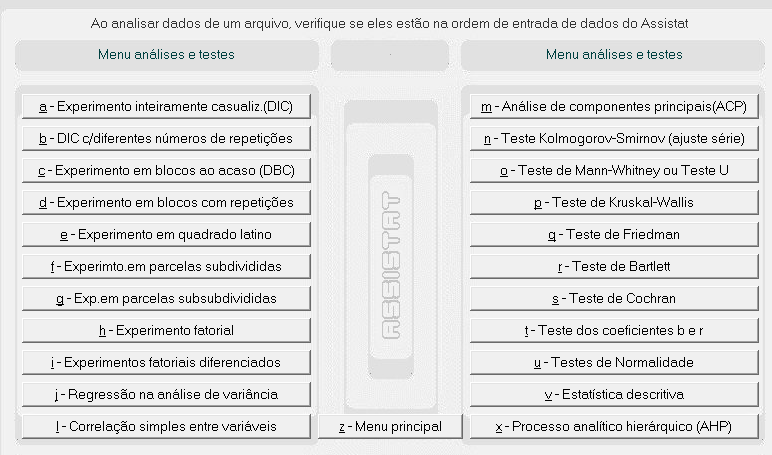 Ao analisar dados de um arquivo, verifique se eles estão na ordem de entrada de dados do Assistat
Menu análises e testes
a - Experimento inteiramente casualiz.(DIC)
b - DIC c/diferentes números de repetições
c - Experimento em blocos ao acaso (DBC)
d - Experimento em blocos com repetições
e - Experimento em quadrado latino
f - Experimto.em parcelas subdivididas
g - Exp.em parcelas subsubdivididas
h - Experimento fatorial
i - Experimentos fatoriais diferenciados
j - Regressão na análise de variância
l - Correlação simples entre variáveis
ASSISTAT
z - Menu principal
Menu análises e testes
m - Análise de componentes principais(ACP)
n - Teste Kolmogorov-Smirnov (ajuste série)
o - Teste de Mann-Whitney ou Teste U
p - Teste de Kruskal-Wallis
q - Teste de Friedman
r - Teste de Bartlett
s - Teste de Cochran
t - Teste dos coeficientes b e r
u - Testes de Normalidade
v - Estatística descritiva
x - Processo analítico hierárquico (AHP)